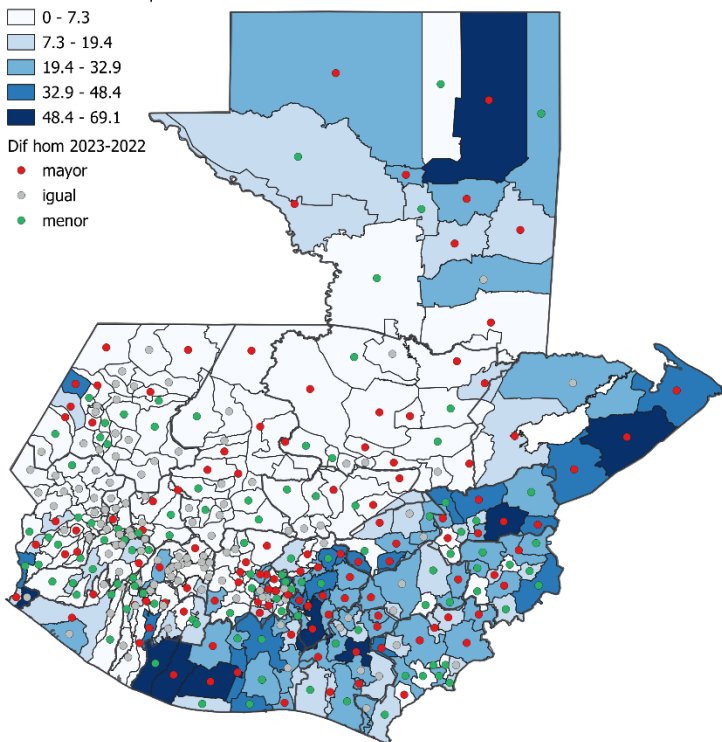 0 - 7.3
7.3 - 19.4
19.4 - 32.9
32.9 - 48.4
48.4 - 69.1
Dif hom 2023-2022
mayor
igual
menor